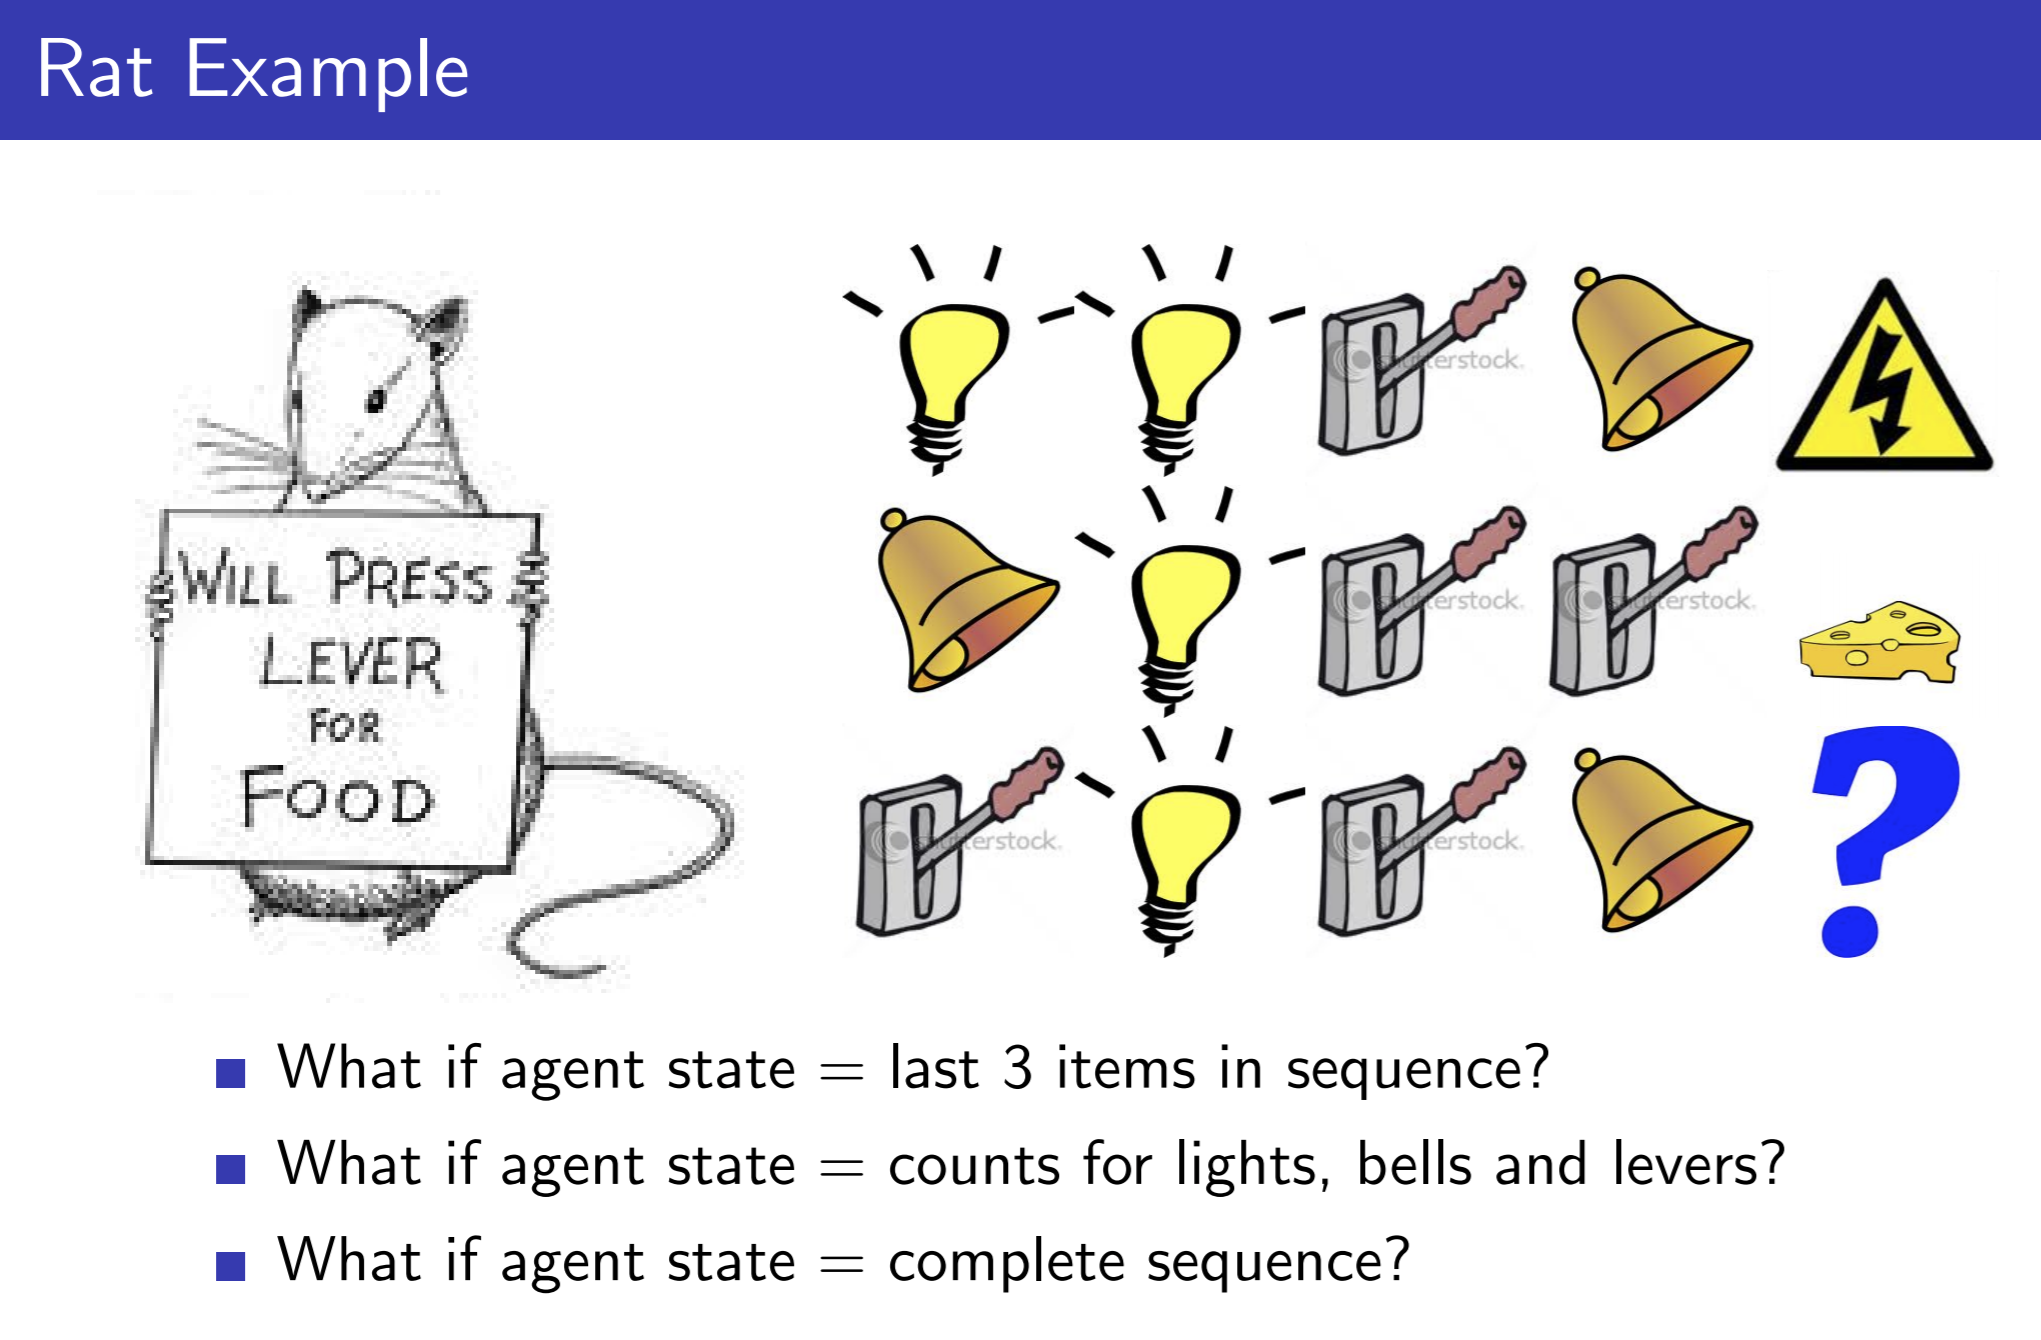 Rat Example
WILL PRESS
LEVER
FOR
FOOD
shutterstock.
shutterstock.
shutterstock.
shutterstock.
shutterstock.
What if agent state = last 3 items in sequence?
What if agent state = counts for lights, bells and levers?
What if agent state = complete sequence?